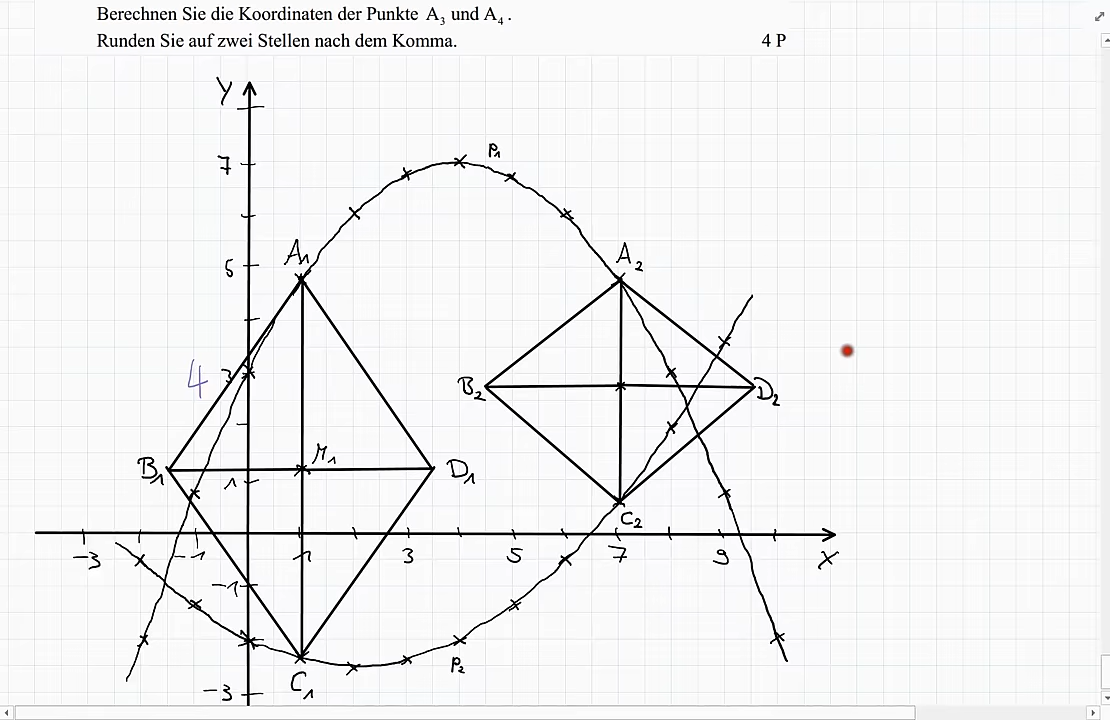 Berechnen Sie die Koordinaten der Punkte A₃ und A₄ .
Runden Sie auf zwei Stellen nach dem Komma. 4 P
y
7
p₁
A₁
A₂
5
4
3
B₂
D₂
B₁
M₁
D₁
1
C₂
-3
-1
1
3
5
7
9
x
-1
p₂
C₁
-3